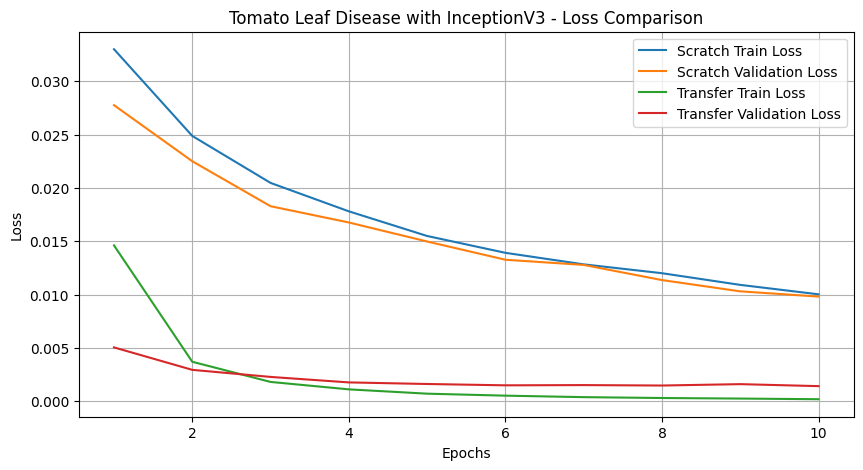 Tomato Leaf Disease with InceptionV3 - Loss Comparison
Scratch Train Loss
Scratch Validation Loss
Transfer Train Loss
Transfer Validation Loss
Loss
0.030
0.025
0.020
0.015
0.010
0.005
0.000
2 4 6 8 10
Epochs